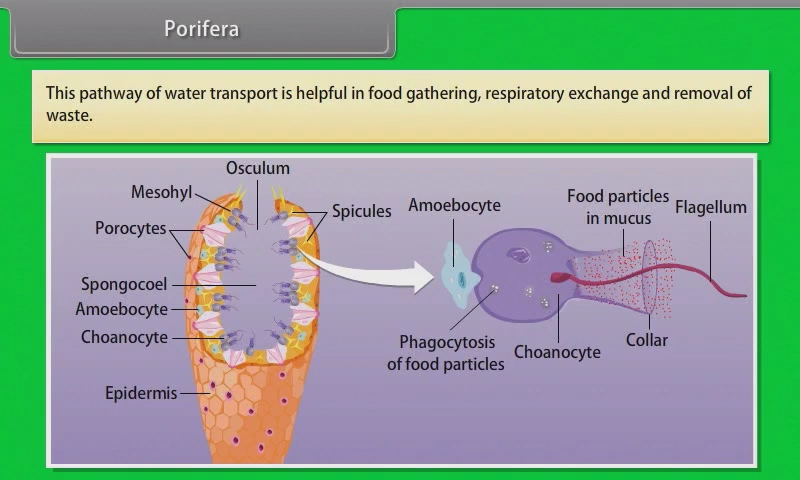 Porifera
This pathway of water transport is helpful in food gathering, respiratory exchange and removal of
waste.
Osculum
Mesohyl
Porocytes
Spicules
Spongocoel
Amoebocyte
Choanocyte
Epidermis
Amoebocyte
Food particles
in mucus
Flagellum
Phagocytosis
of food particles
Choanocyte
Collar